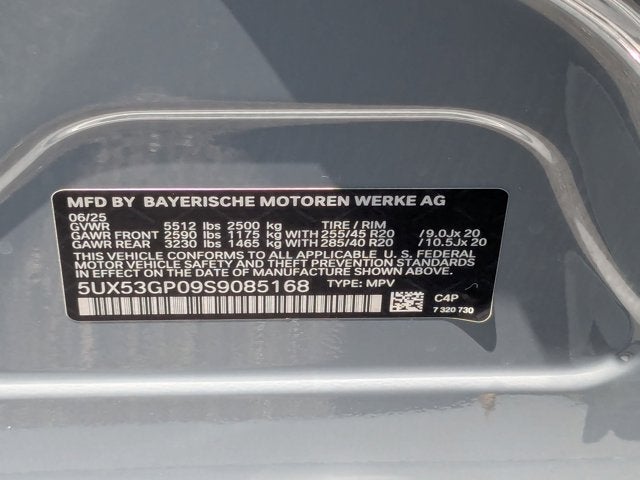 MFD BY BAYERISCHE MOTOREN WERKE AG
06/25
GVWR 5512 lbs 2500 kg TIRE / RIM
GAWR FRONT 2590 lbs 1175 kg WITH 255/45 R20 / 9.0Jx 20
GAWR REAR 3230 lbs 1465 kg WITH 285/40 R20 / 10.5Jx 20
THIS VEHICLE CONFORMS TO ALL APPLICABLE U. S. FEDERAL
MOTOR VEHICLE SAFETY, BUMPER, AND THEFT PREVENTION
STANDARDS IN EFFECT ON THE DATE OF MANUFACTURE SHOWN ABOVE.
5UX53GP09S9085168 TYPE: MPV
C4P
7 320 730